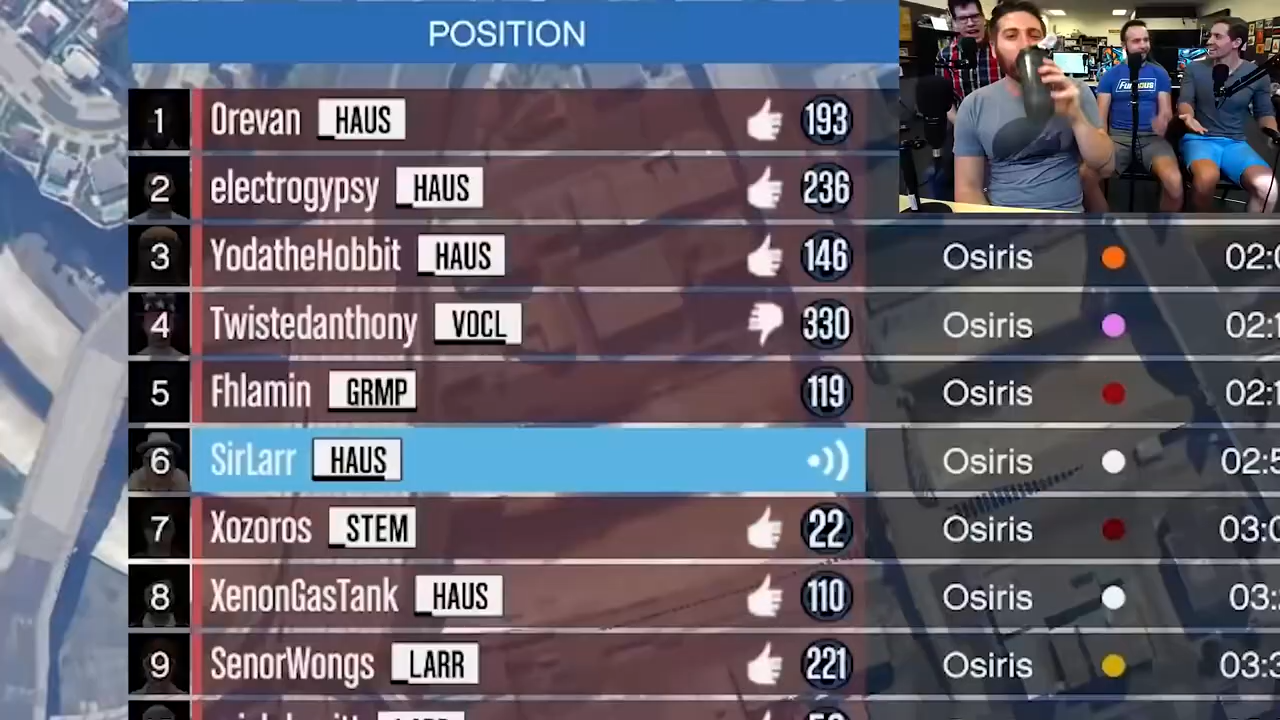 POSITION
1 Orevan HAUS 193
2 electrogypsy HAUS 236
3 YodatheHobbit HAUS 146 Osiris
4 Twistedanthony VOCL 330 Osiris
5 Fhlamin GRMP 119 Osiris
6 SirLarr HAUS Osiris
7 Xozoros STEM 22 Osiris
8 XenonGasTank HAUS 110 Osiris
9 SenorWongs LARR 221 Osiris